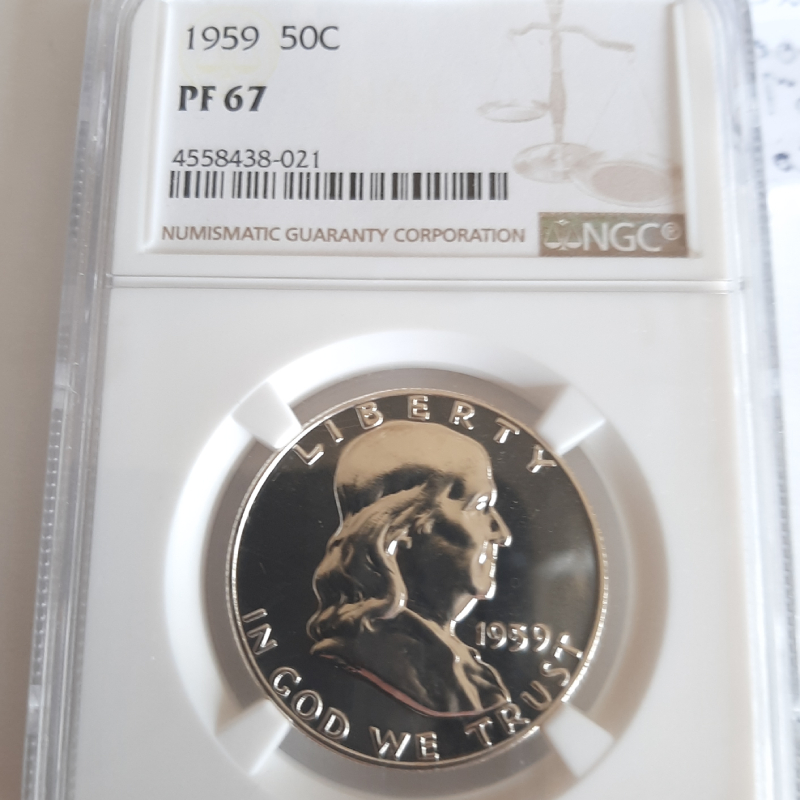 1959 50C
PF 67
4558438-021
NUMISMATIC GUARANTY CORPORATION NGC®
LIBERTY
1959
IN GOD WE TRUST